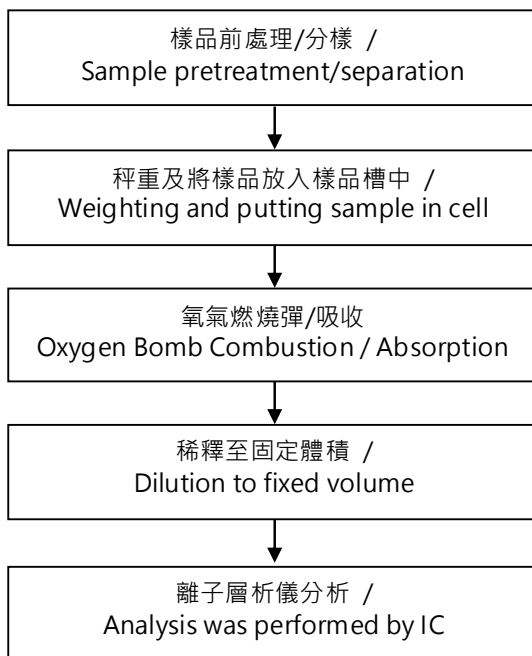 樣品前處理/分樣 /
Sample pretreatment/separation
秤重及將樣品放入樣品槽中 /
Weighting and putting sample in cell
氧氣燃燒彈/吸收
Oxygen Bomb Combustion / Absorption
稀釋至固定體積 /
Dilution to fixed volume
離子層析儀分析 /
Analysis was performed by IC